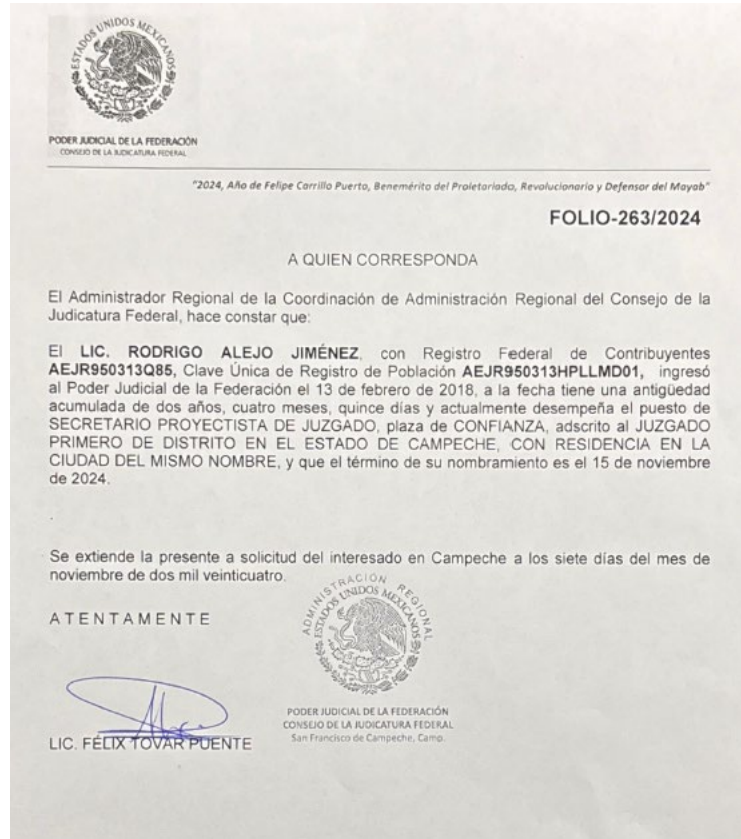 ESTADOS UNIDOS MEXICANOS
PODER JUDICIAL DE LA FEDERACIÓN
CONSEJO DE LA JUDICATURA FEDERAL
"2024, Año de Felipe Carrillo Puerto, Benemérito del Proletariado, Revolucionario y Defensor del Mayab"
FOLIO-263/2024
A QUIEN CORRESPONDA
El Administrador Regional de la Coordinación de Administración Regional del Consejo de la
Judicatura Federal, hace constar que:
El LIC. RODRIGO ALEJO JIMÉNEZ, con Registro Federal de Contribuyentes
AEJR950313Q85, Clave Única de Registro de Población AEJR950313HPLLMD01, ingresó
al Poder Judicial de la Federación el 13 de febrero de 2018, a la fecha tiene una antigüedad
acumulada de dos años, cuatro meses, quince días y actualmente desempeña el puesto de
SECRETARIO PROYECTISTA DE JUZGADO, plaza de CONFIANZA, adscrito al JUZGADO
PRIMERO DE DISTRITO EN EL ESTADO DE CAMPECHE, CON RESIDENCIA EN LA
CIUDAD DEL MISMO NOMBRE, y que el término de su nombramiento es el 15 de noviembre
de 2024.
Se extiende la presente a solicitud del interesado en Campeche a los siete días del mes de
noviembre de dos mil veinticuatro.
ADMINISTRACIÓN REGIONAL
ESTADOS UNIDOS MEXICANOS
ATENTAMENTE
PODER JUDICIAL DE LA FEDERACIÓN
CONSEJO DE LA JUDICATURA FEDERAL
San Francisco de Campeche, Camp.
LIC. FÉLIX TOVAR PUENTE